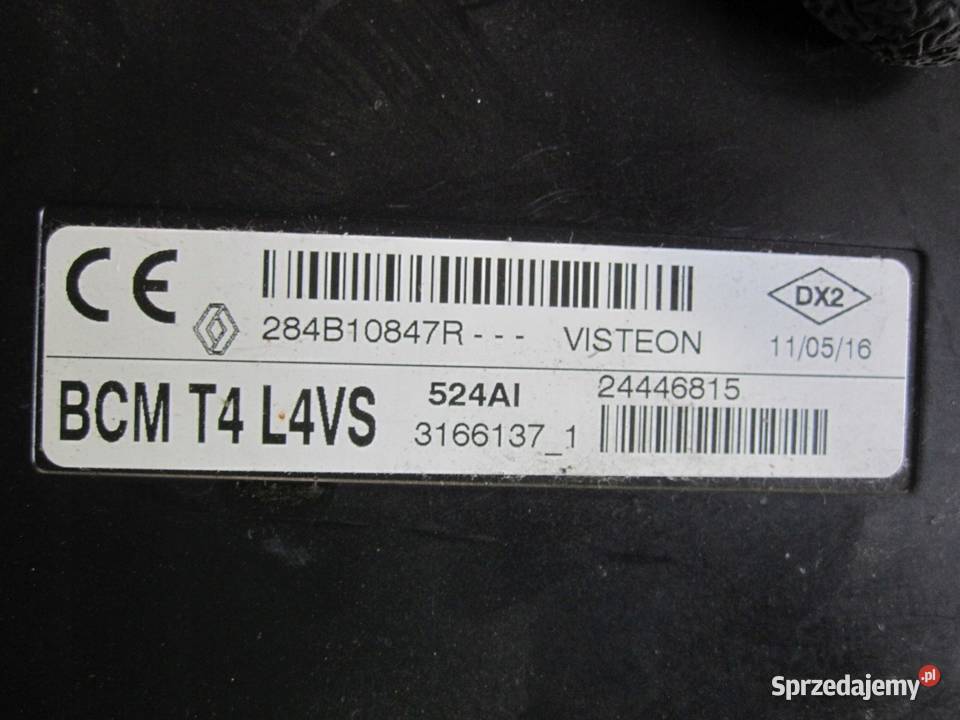 CE
284B10847R--- VISTEON
DX2
11/05/16
BCM T4 L4VS
524AI
3166137_1
24446815
Sprzedajemy.pl